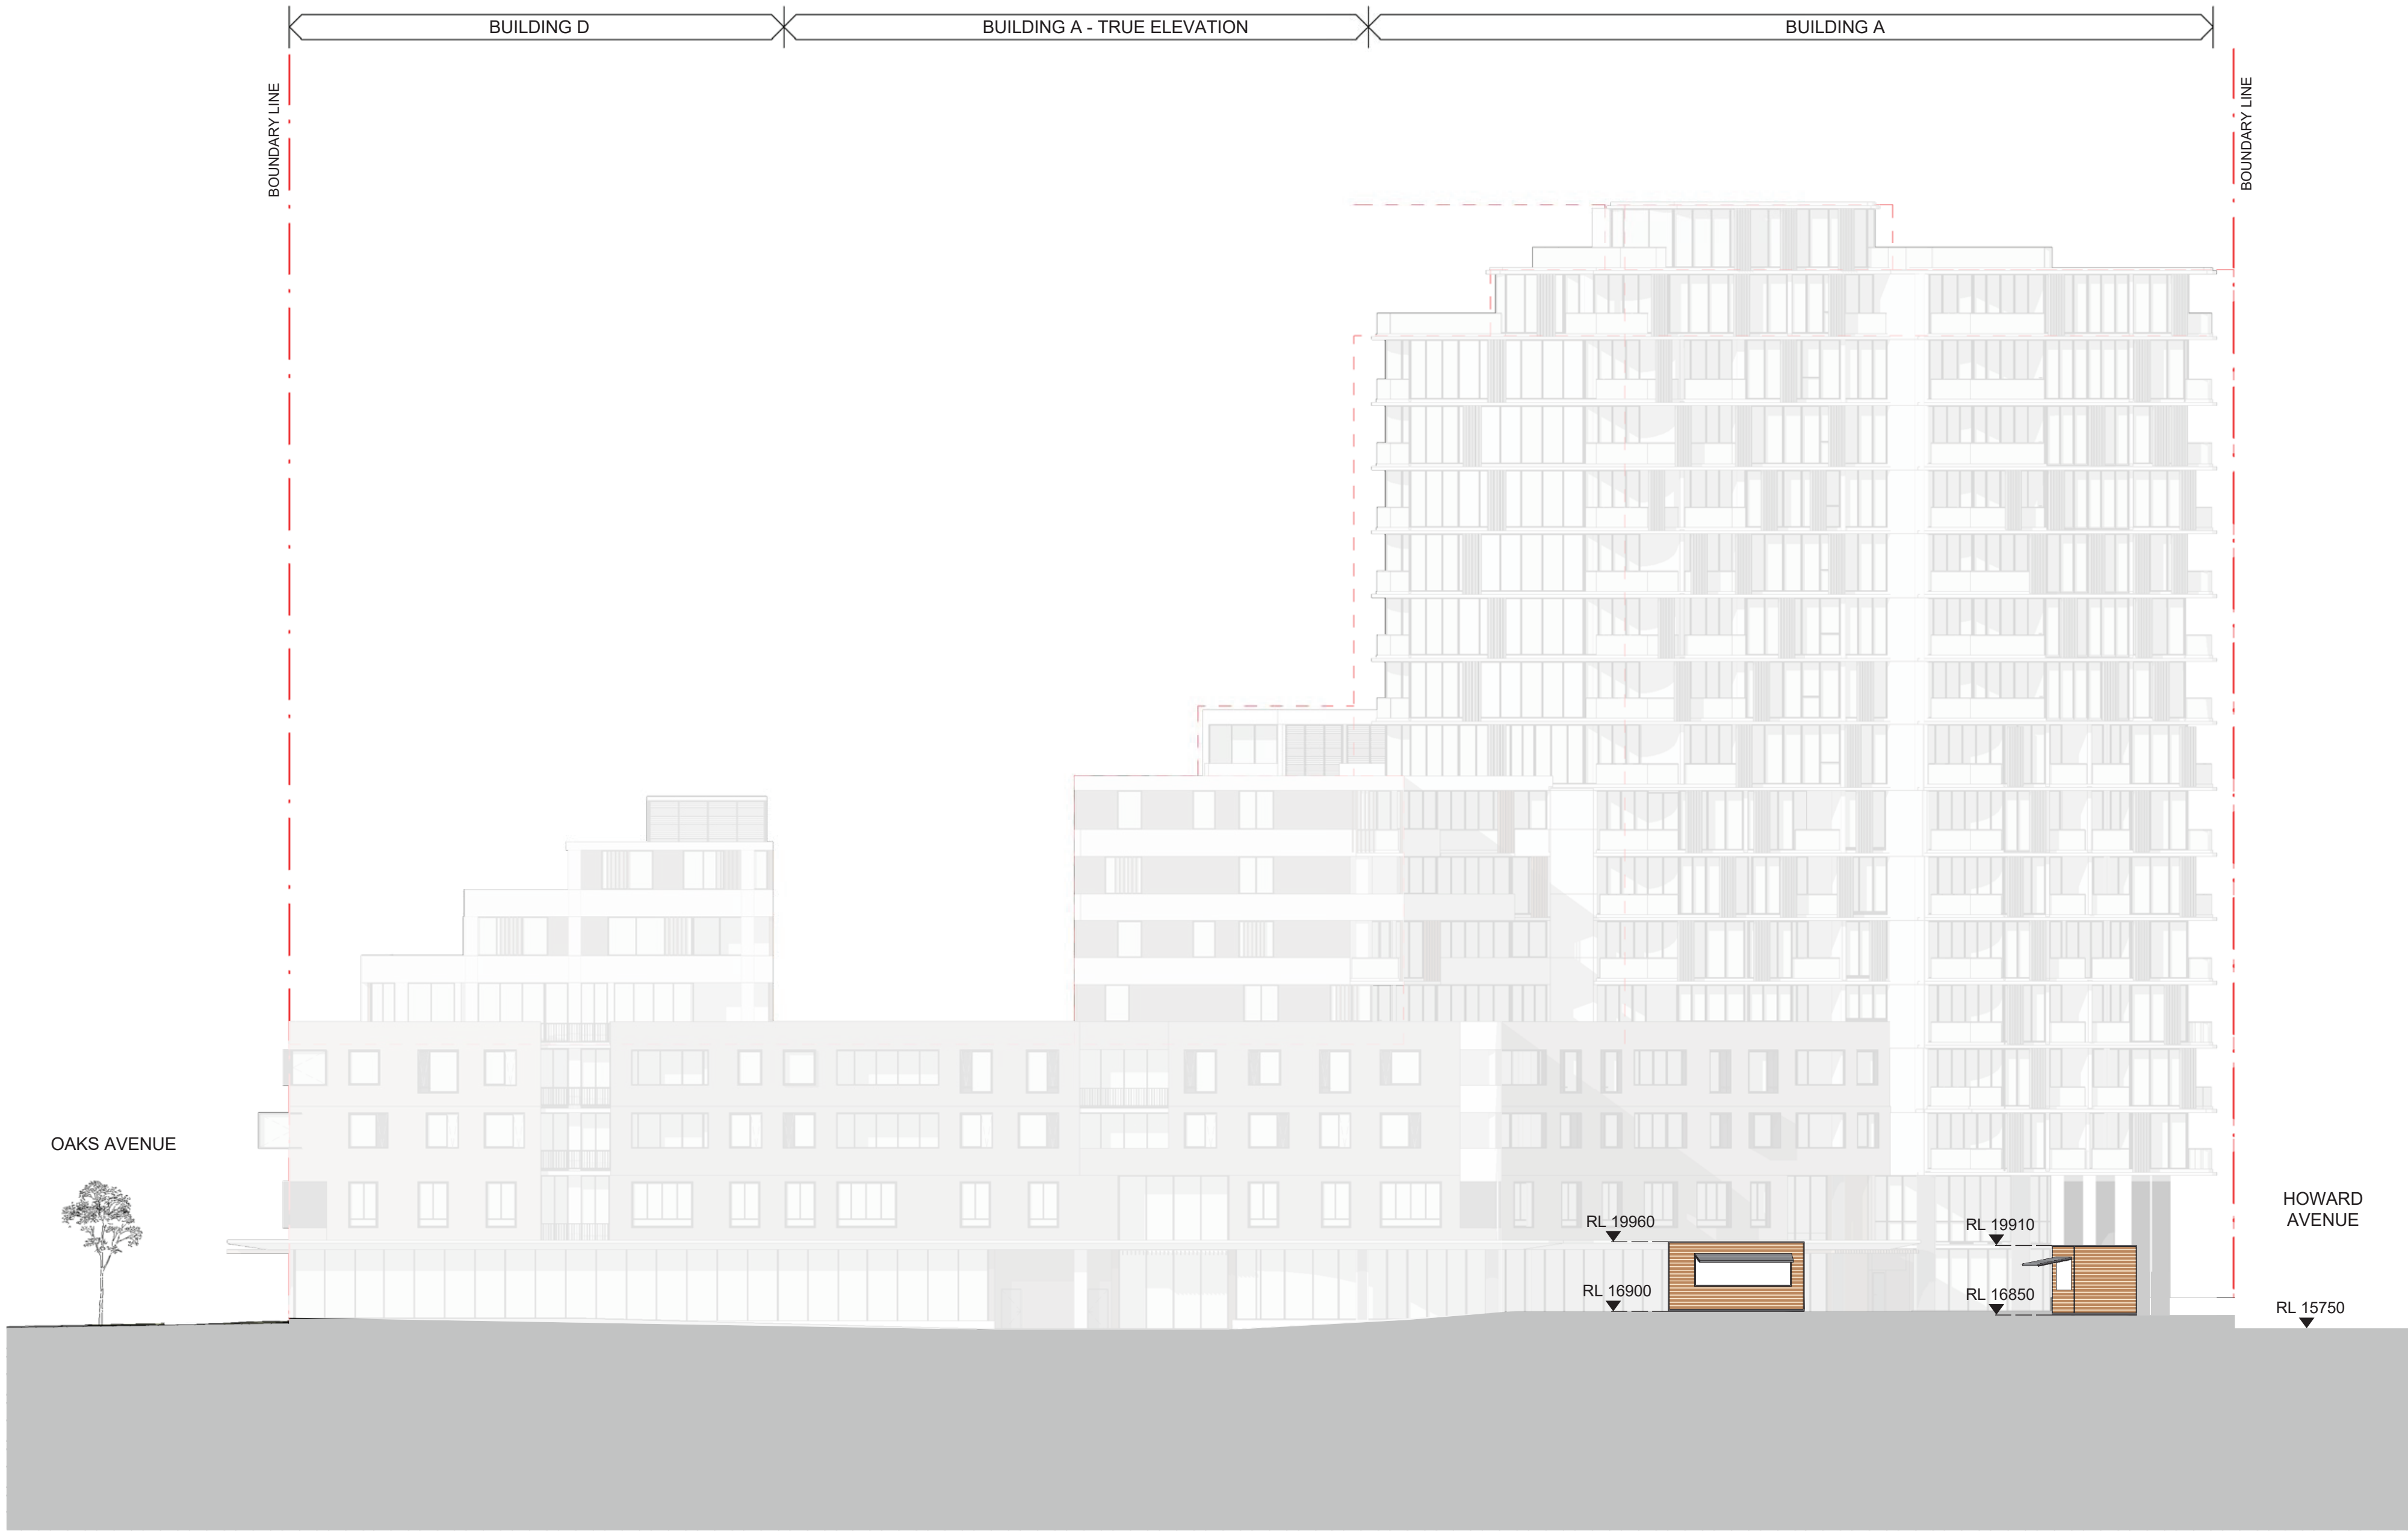 BUILDING D
BUILDING A - TRUE ELEVATION
BUILDING A
BOUNDARY LINE
BOUNDARY LINE
OAKS AVENUE
HOWARD
AVENUE
RL 19960
RL 19910
RL 16900
RL 16850
RL 15750